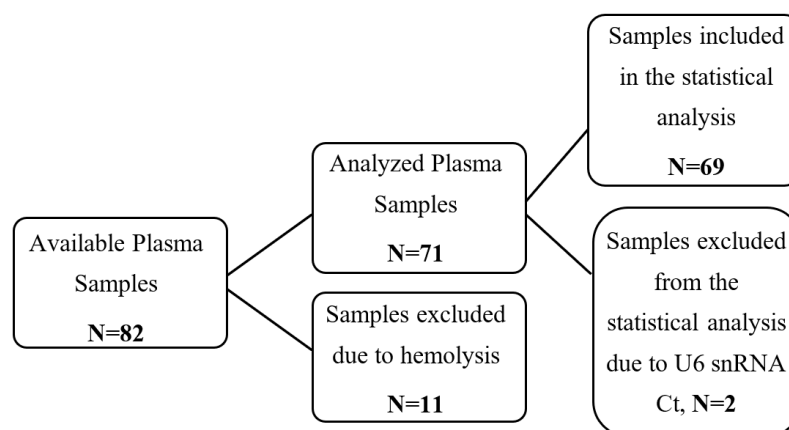 Available Plasma
Samples
N=82
Analyzed Plasma
Samples
N=71
Samples excluded
due to hemolysis
N=11
Samples included
in the statistical
analysis
N=69
Samples excluded
from the
statistical analysis
due to U6 snRNA
Ct, N=2